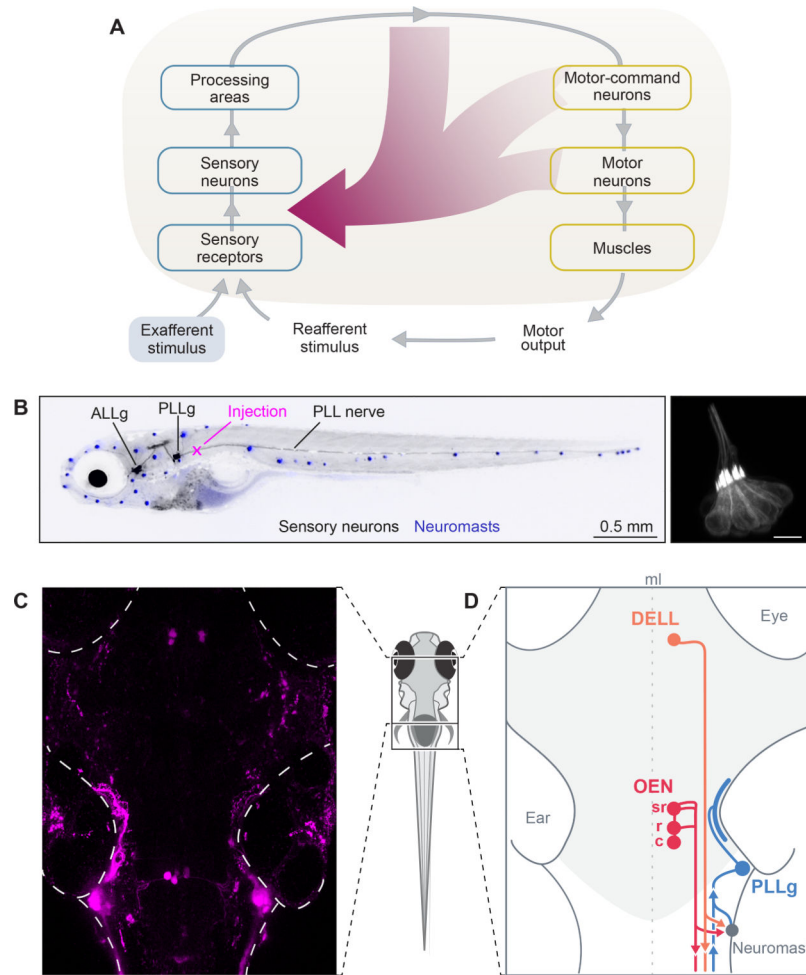 A
Processing
areas
Motor-command
neurons
Sensory
neurons
Motor
neurons
Sensory
receptors
Muscles
Exafferent
stimulus
Reafferent
stimulus
Motor
output
B
ALLg
PLLg
Injection
x
PLL nerve
Sensory neurons
Neuromasts
0.5 mm
C
D
ml
DELL
Eye
OEN
sr
r
c
Ear
PLLg
Neuromas